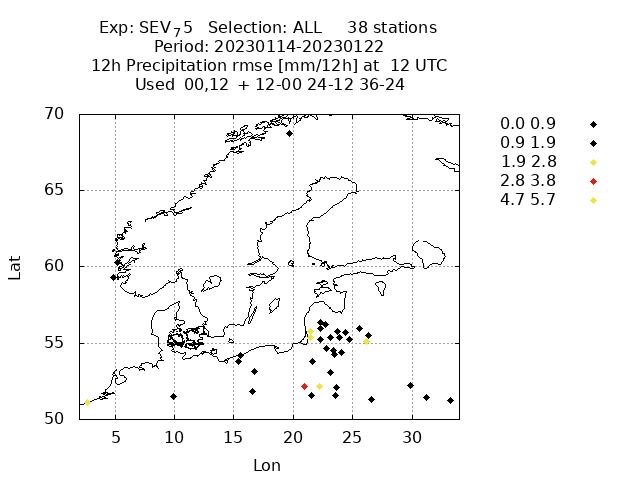 Exp: SEV₇5 Selection: ALL 38 stations
Period: 20230114-20230122
12h Precipitation rmse [mm/12h] at 12 UTC
Used 00,12 + 12-00 24-12 36-24
70
65
60
55
50
Lat
5 10 15 20 25 30
Lon
0.0 0.9
0.9 1.9
1.9 2.8
2.8 3.8
4.7 5.7